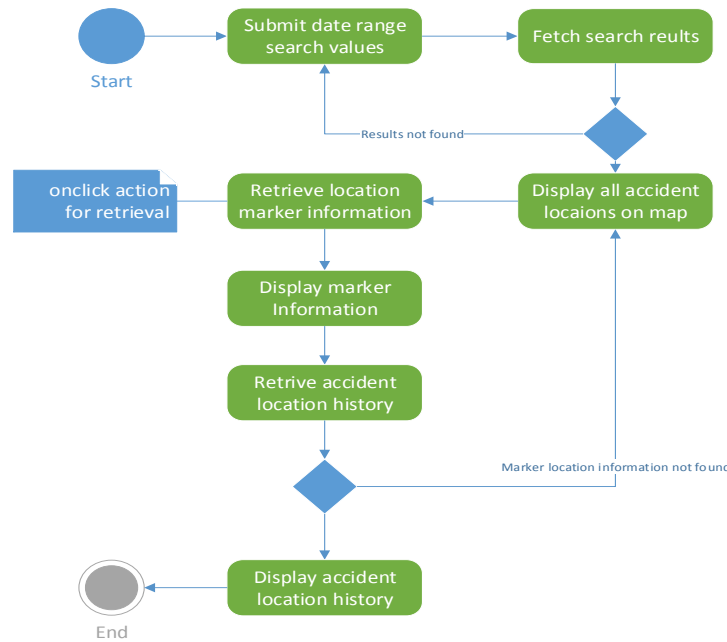 Submit date range
search values
Fetch search reults
Start
Results not found
onclick action
for retrieval
Retrieve location
marker information
Display all accident
locaions on map
Display marker
Information
Retrive accident
location history
Marker location information not found
Display accident
location history
End